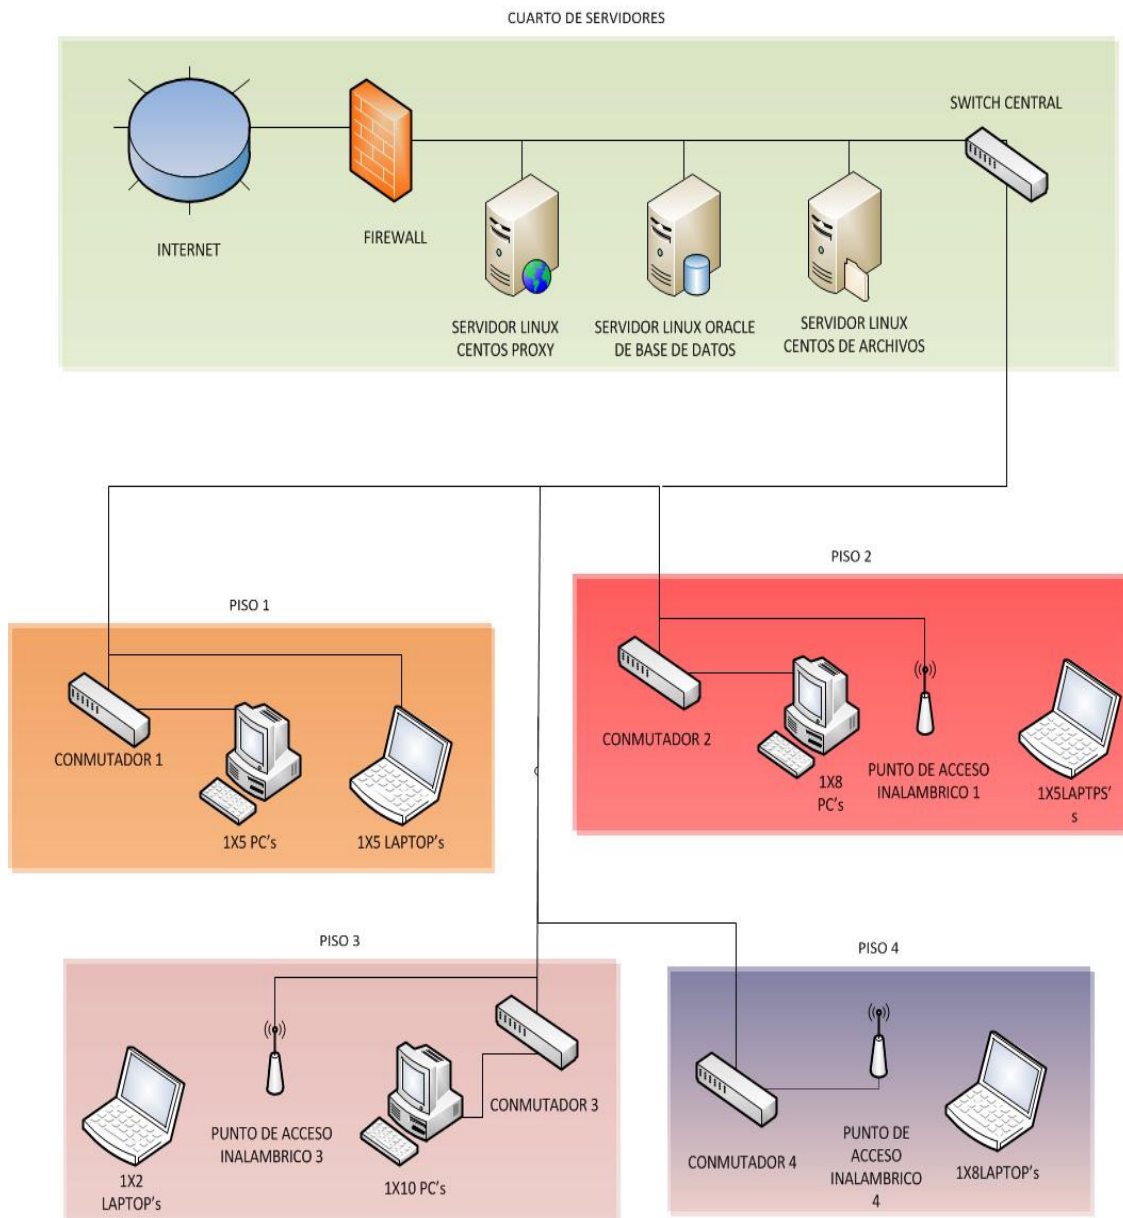 CUARTO DE SERVIDORES
SWITCH CENTRAL
INTERNET
FIREWALL
SERVIDOR LINUX
CENTOS PROXY
SERVIDOR LINUX ORACLE
DE BASE DE DATOS
SERVIDOR LINUX
CENTOS DE ARCHIVOS
PISO 1
CONMUTADOR 1
1X5 PC's
1X5 LAPTOP's
PISO 2
CONMUTADOR 2
1X8
PC's
PUNTO DE ACCESO
INALAMBRICO 1
1X5LAPTPS'
s
PISO 3
1X2
LAPTOP's
PUNTO DE ACCESO
INALAMBRICO 3
1X10 PC's
CONMUTADOR 3
PISO 4
CONMUTADOR 4
PUNTO DE
ACCESO
INALAMBRICO
4
1X8LAPTOP's